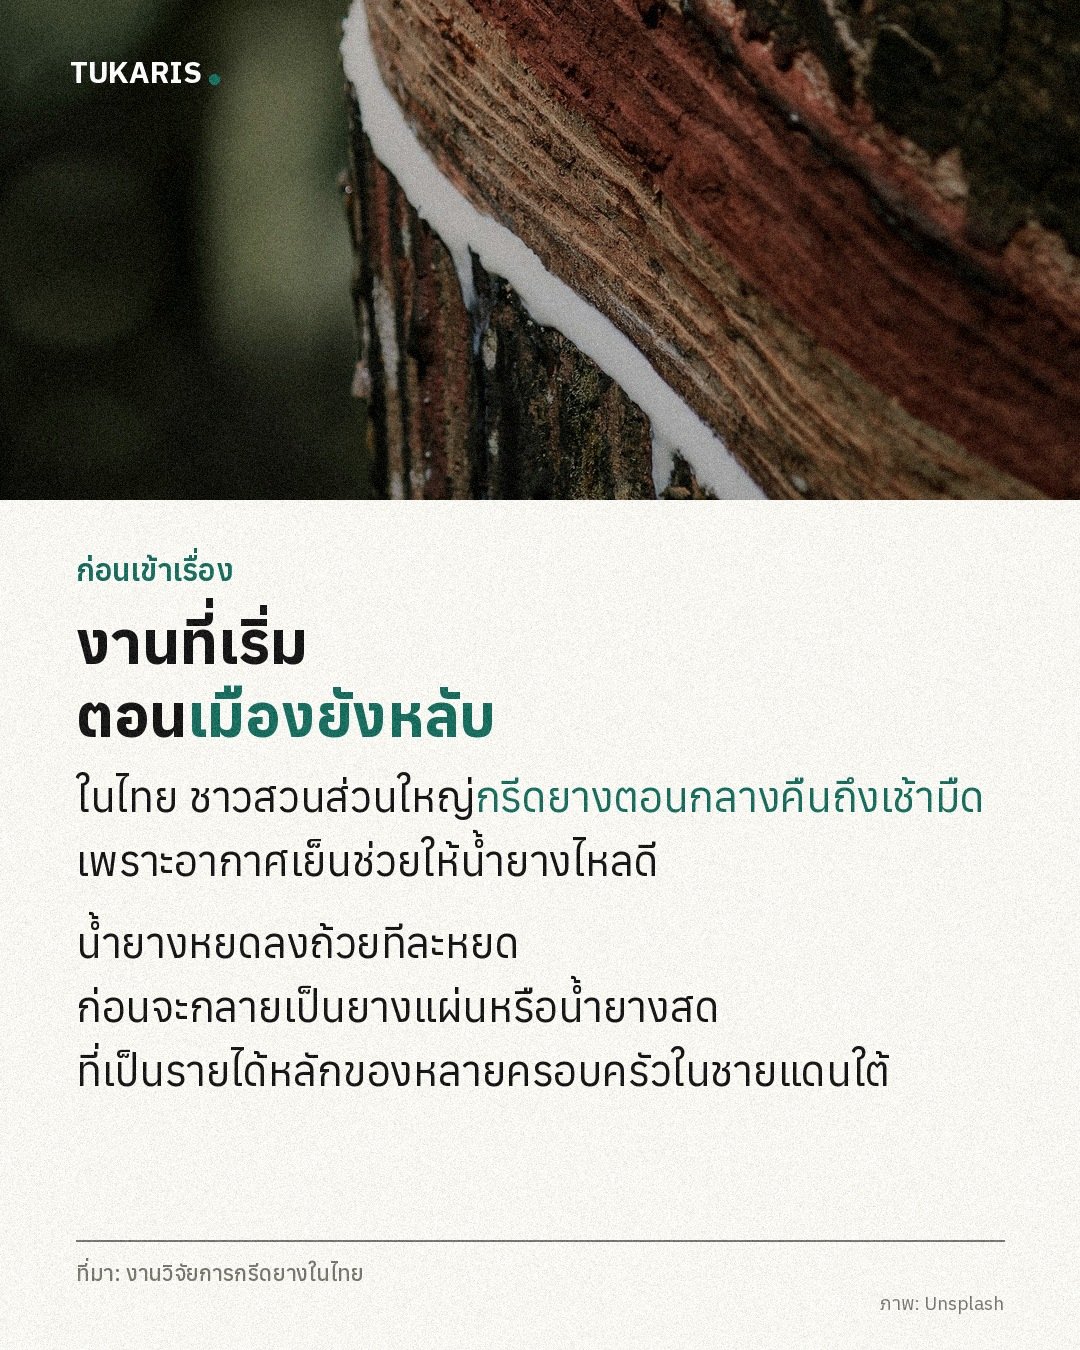 TUKARIS
ก่อนเข้าเรื่อง
งานที่เริ่ม
ตอนเมืองยังหลับ
ในไทย ชาวสวนส่วนใหญ่กรีดยางตอนกลางคืนถึงเช้ามืด
เพราะอากาศเย็นช่วยให้น้ำยางไหลดี
น้ำยางหยดลงถ้วยทีละหยด
ก่อนจะกลายเป็นยางแผ่นหรือน้ำยางสด
ที่เป็นรายได้หลักของหลายครอบครัวในชายแดนใต้
ที่มา: งานวิจัยการกรีดยางในไทย
ภาพ: Unsplash